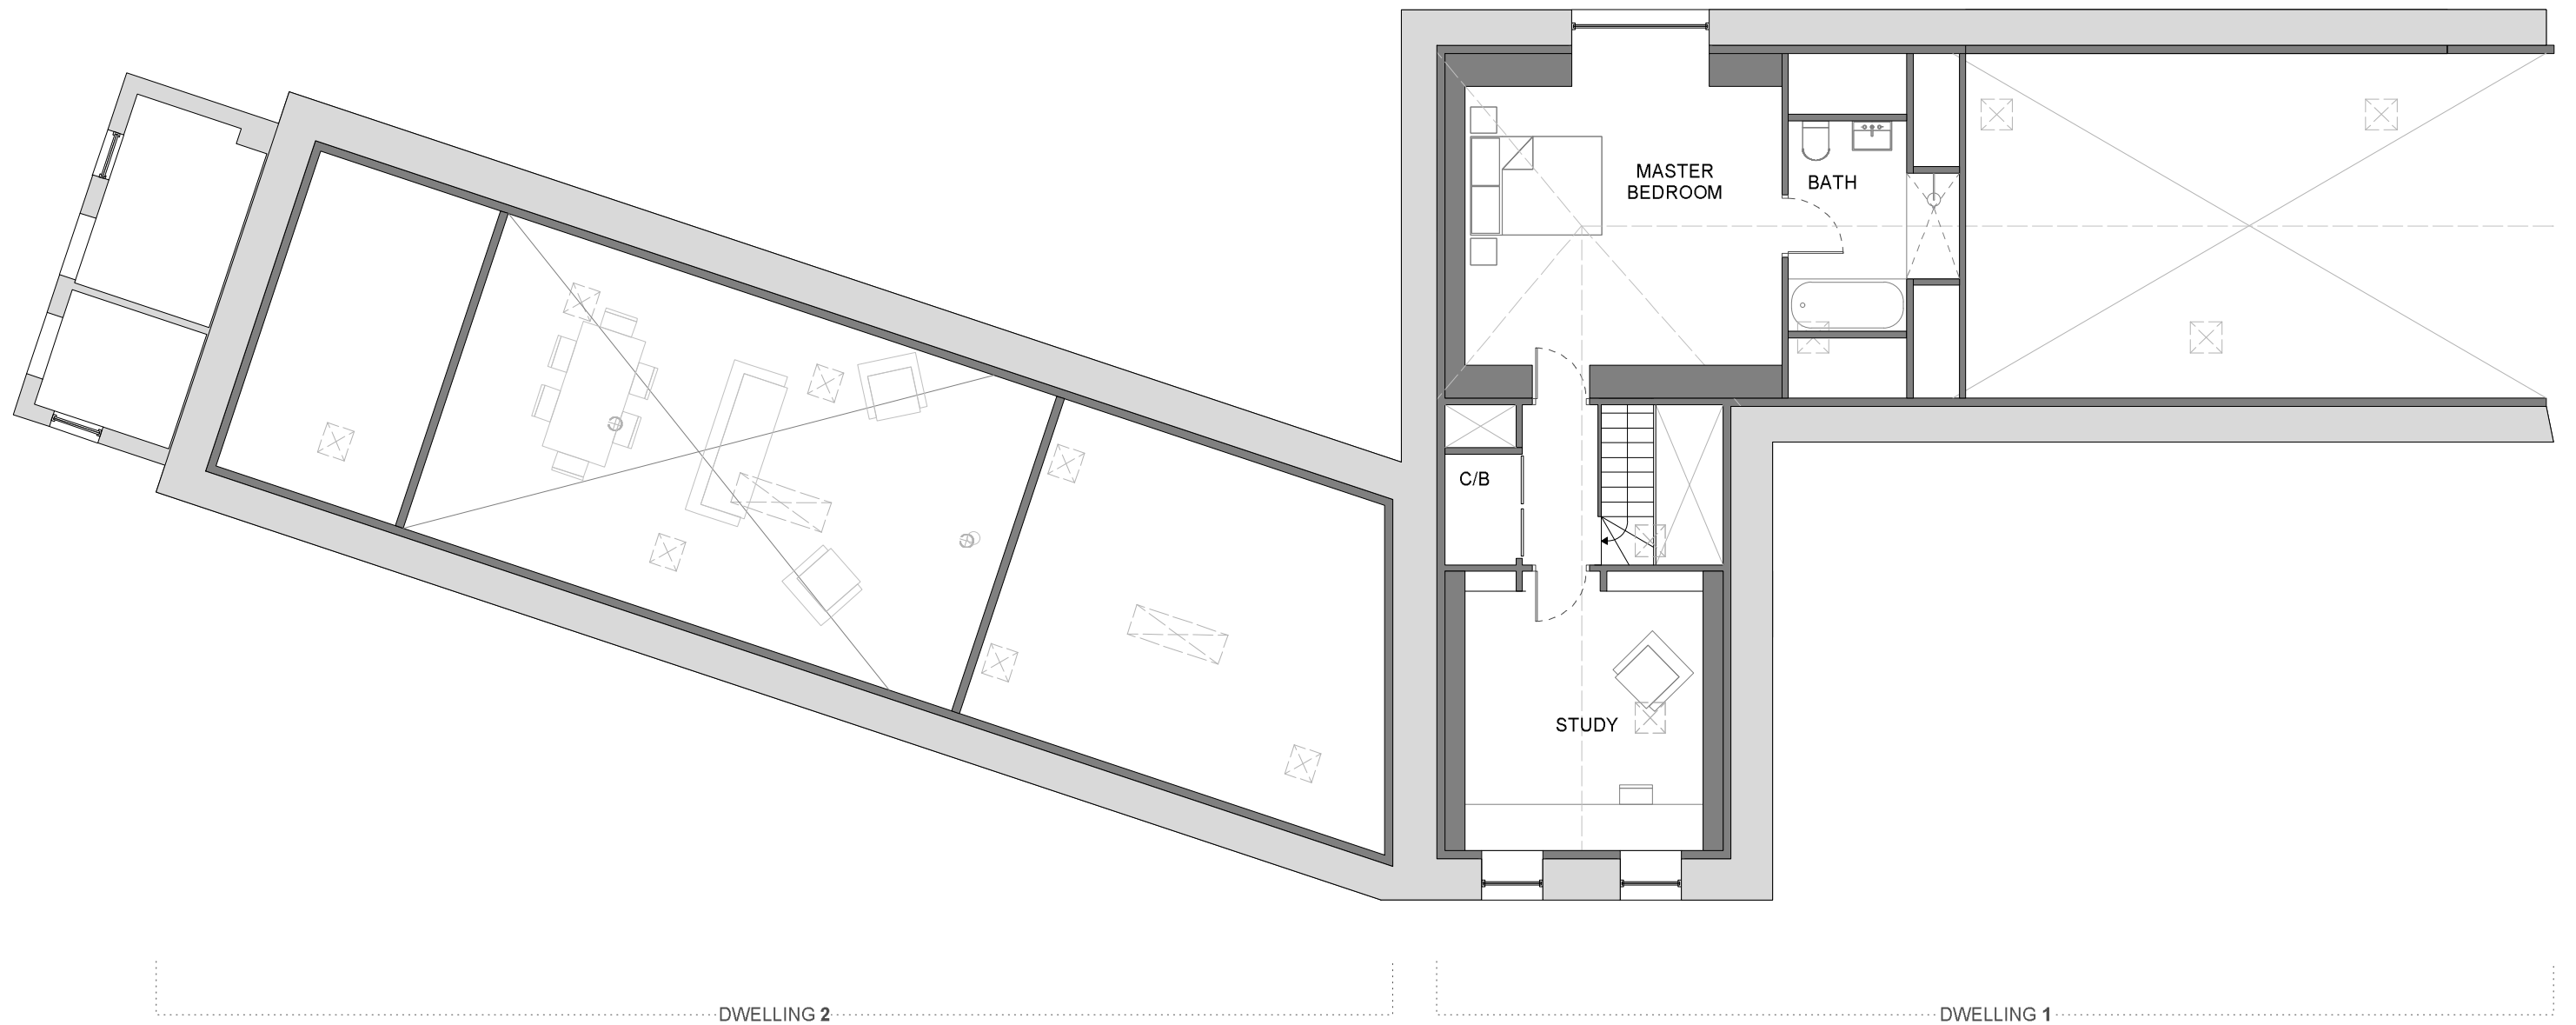 MASTER
BEDROOM
BATH
C/B
STUDY
DWELLING 2
DWELLING 1